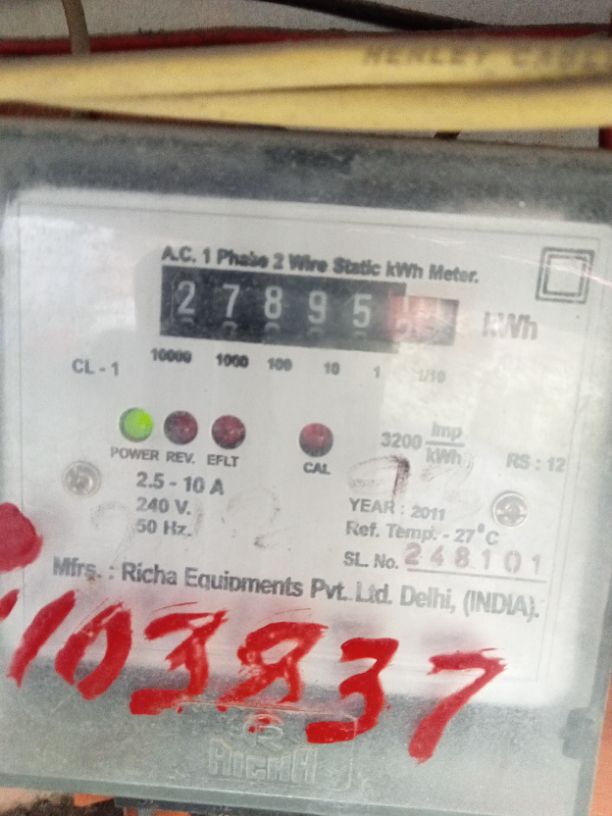 HENLEY CABLE
A.C. 1 Phase 2 Wire Static kWh Meter.
2 7 8 9 5 kWh
CL - 1 10000 1000 100 10 1 1/10
POWER REV. EFLT CAL 3200 Imp/kWh RS : 12
2.5 - 10 A
240 V.
50 Hz.
YEAR : 2011
Ref. Temp. - 27°C
SL. No. 248101
Mfrs. : Richa Equipments Pvt. Ltd. Delhi, (INDIA).
103837
RICHA